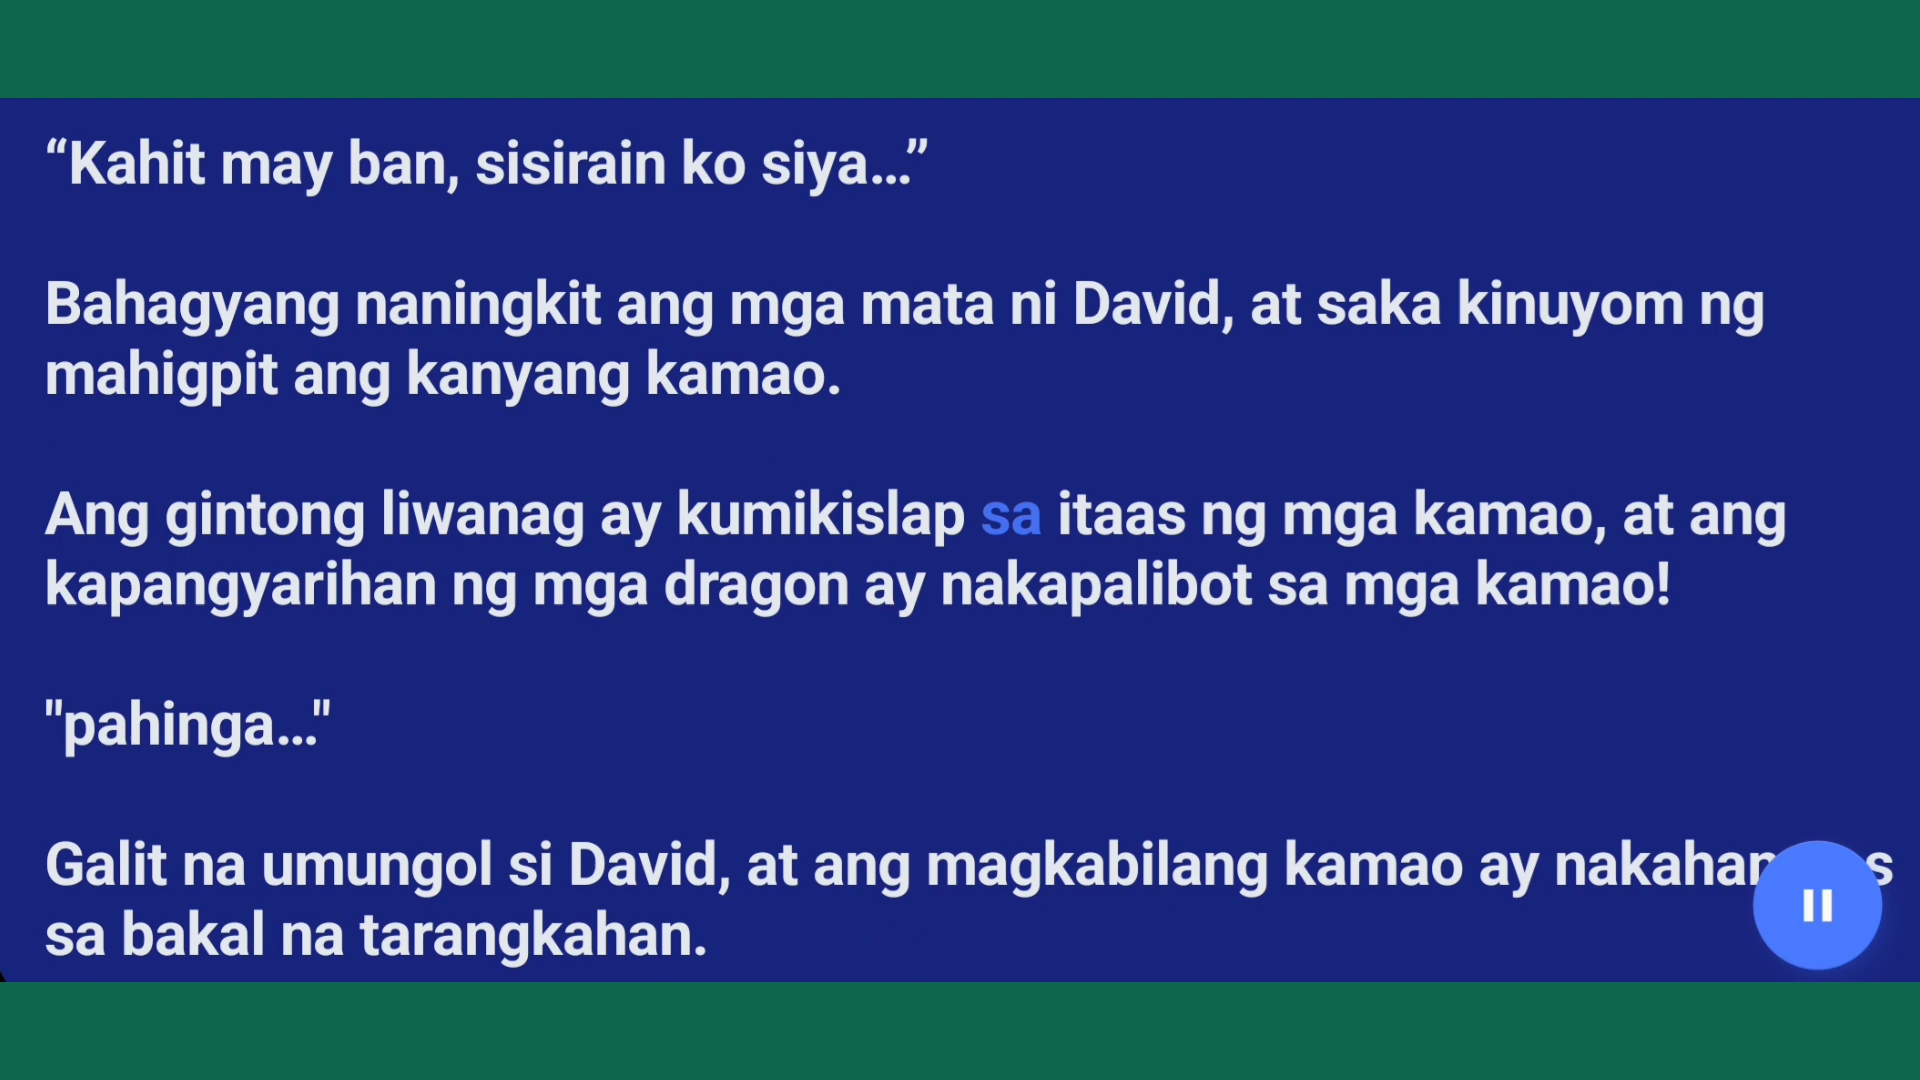 “Kahit may ban, sisirain ko siya...”
Bahagyang naningkit ang mga mata ni David, at saka kinuyom ng
mahigpit ang kanyang kamao.
Ang gintong liwanag ay kumikislap sa itaas ng mga kamao, at ang
kapangyarihan ng mga dragon ay nakapalibot sa mga kamao!
"pahinga..."
Galit na umungol si David, at ang magkabilang kamao ay
sa bakal na tarangkahan.